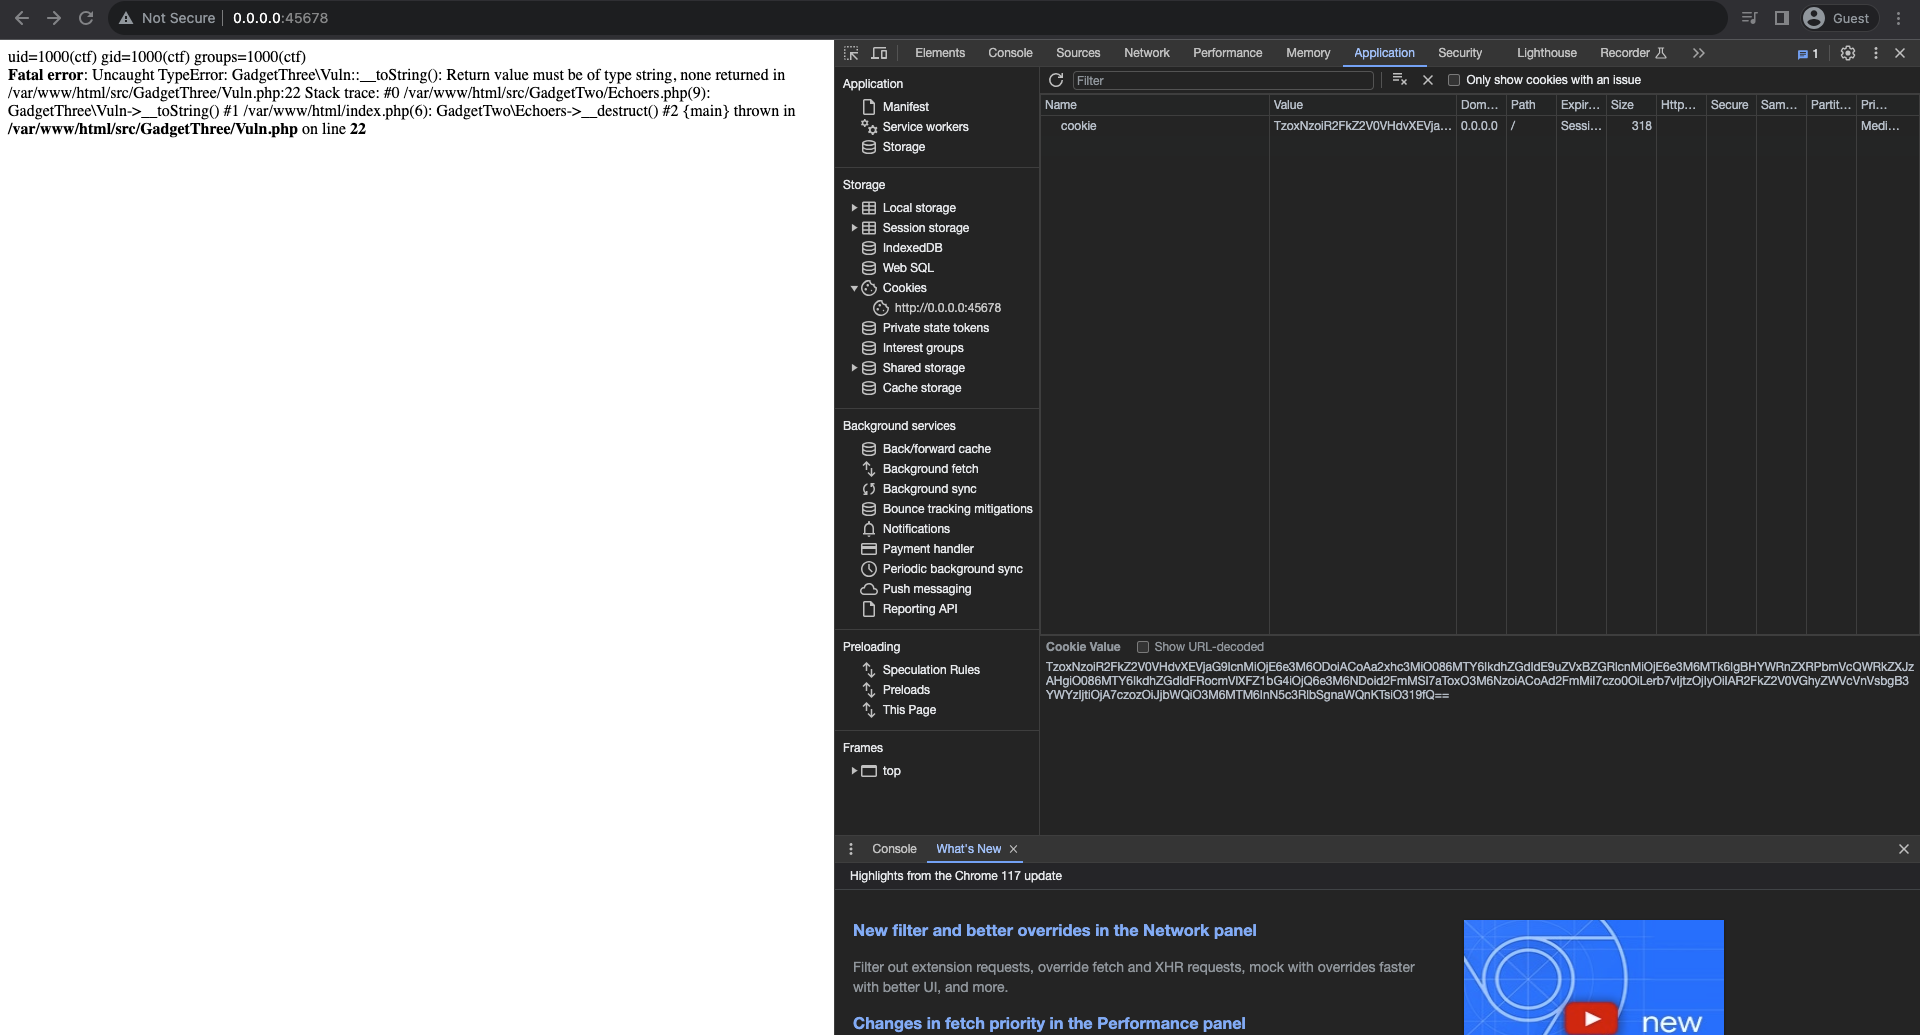 Not Secure
0.0.0.0:45678
Guest
uid=1000(ctf) gid=1000(ctf) groups=1000(ctf)
Fatal error: Uncaught TypeError: GadgetThree\Vuln::__toString(): Return value must be of type string, none returned in
/var/www/html/src/GadgetThree/Vuln.php:22 Stack trace: #0 /var/www/html/src/GadgetTwo/Echoers.php(9):
GadgetThree\Vuln->__toString() #1 /var/www/html/index.php(6): GadgetTwo\Echoers->__destruct() #2 {main} thrown in
/var/www/html/src/GadgetThree/Vuln.php on line 22
Elements Console Sources Network Performance Memory Application Security Lighthouse Recorder 1
Application
Manifest
Service workers
Storage
Storage
Local storage
Session storage
IndexedDB
Web SQL
Cookies
http://0.0.0.0:45678
Private state tokens
Interest groups
Shared storage
Cache storage
Background services
Back/forward cache
Background fetch
Background sync
Bounce tracking mitigations
Notifications
Payment handler
Periodic background sync
Push messaging
Reporting API
Preloading
Speculation Rules
Preloads
This Page
Frames
top
Filter
Only show cookies with an issue
Name Value Dom... Path Expir... Size Http... Secure Sam... Partit... Pri...
cookie TzoxNzoiR2FkZ2V0VHdvXEVja... 0.0.0.0 / Sessi... 318 Medi...
Cookie Value Show URL-decoded
Console What's New
Highlights from the Chrome 117 update
New filter and better overrides in the Network panel
Filter out extension requests, override fetch and XHR requests, mock with overrides faster
with better UI, and more.
Changes in fetch priority in the Performance panel
new